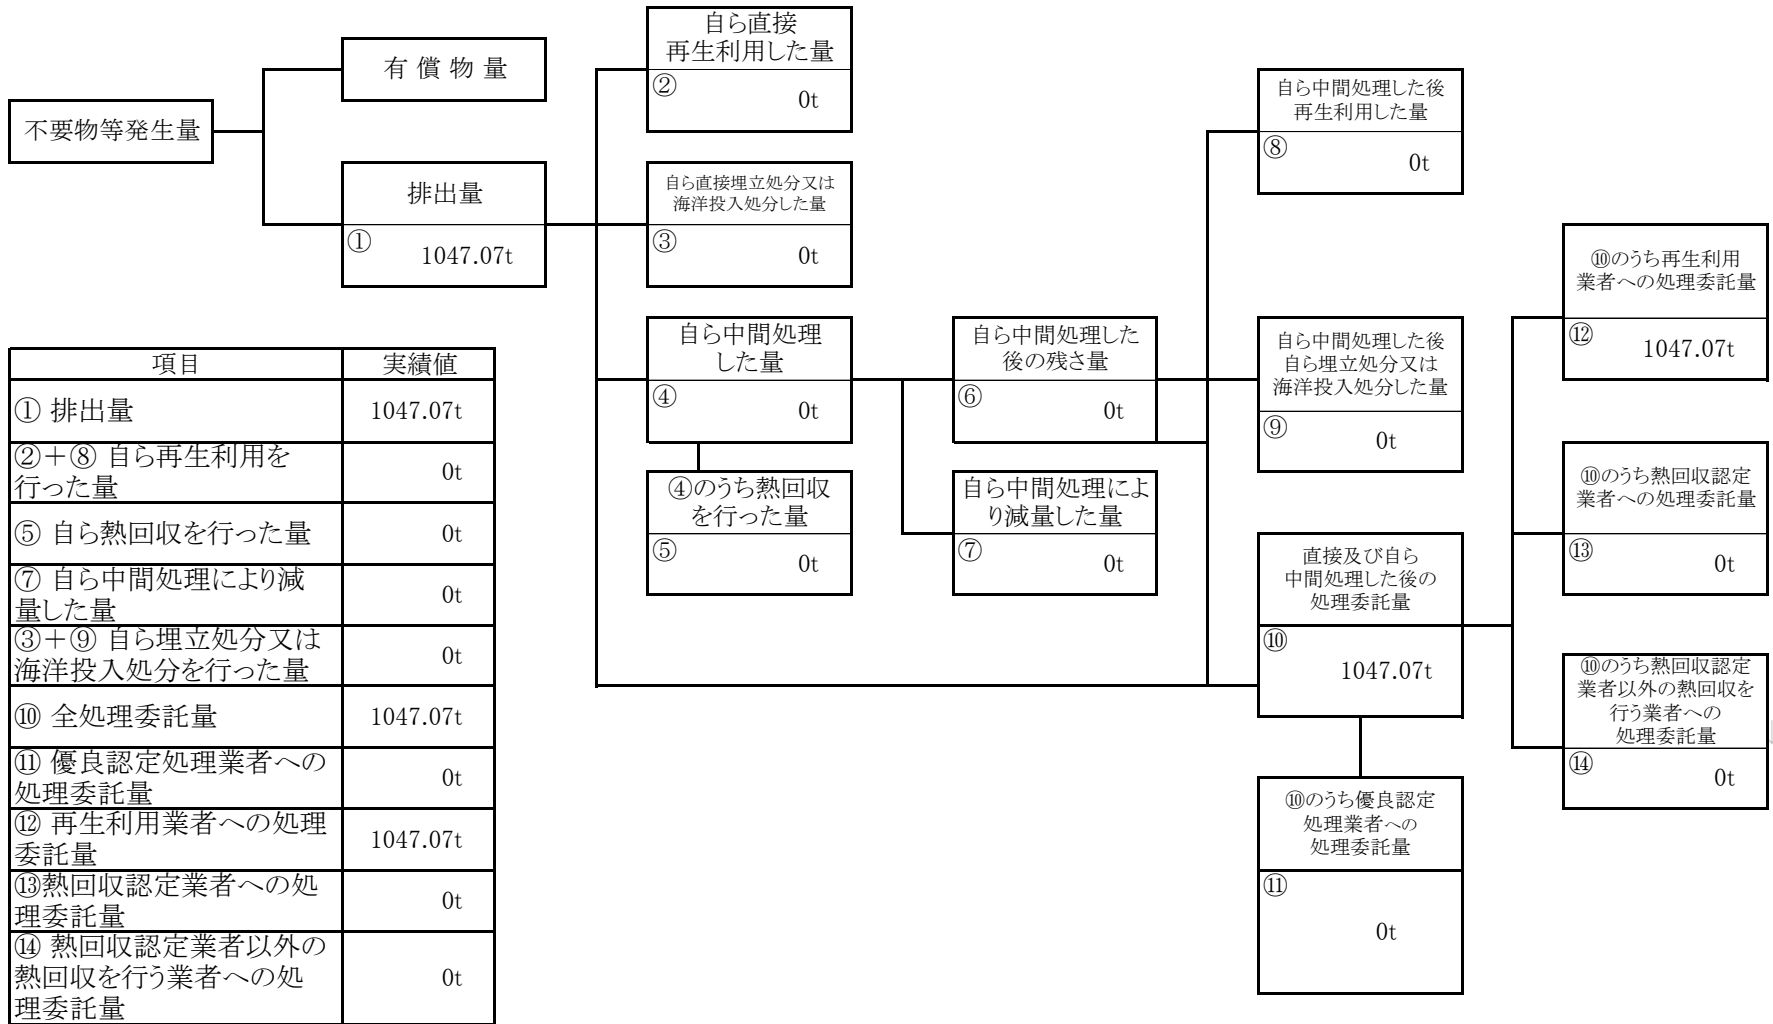 不要物等発生量
有 償 物 量
排出量
① 1047.07t
自ら直接
再生利用した量
② 0t
自ら直接埋立処分又は
海洋投入処分した量
③ 0t
自ら中間処理
した量
④ 0t
④のうち熱回収
を行った量
⑤ 0t
自ら中間処理した
後の残さ量
⑥ 0t
自ら中間処理によ
り減量した量
⑦ 0t
自ら中間処理した後
再生利用した量
⑧ 0t
自ら中間処理した後
自ら埋立処分又は
海洋投入処分した量
⑨ 0t
直接及び自ら
中間処理した後の
処理委託量
⑩ 1047.07t
⑩のうち優良認定
処理業者への
処理委託量
⑪ 0t
⑩のうち再生利用
業者への処理委託量
⑫ 1047.07t
⑩のうち熱回収認定
業者への処理委託量
⑬ 0t
⑩のうち熱回収認定
業者以外の熱回収を
行う業者への
処理委託量
⑭ 0t
項目 実績値
① 排出量 1047.07t
②＋⑧ 自ら再生利用を
行った量 0t
⑤ 自ら熱回収を行った量 0t
⑦ 自ら中間処理により減
量した量 0t
③＋⑨ 自ら埋立処分又は
海洋投入処分を行った量 0t
⑩ 全処理委託量 1047.07t
⑪ 優良認定処理業者への
処理委託量 0t
⑫ 再生利用業者への処理
委託量 1047.07t
⑬熱回収認定業者への処
理委託量 0t
⑭ 熱回収認定業者以外の
熱回収を行う業者への処
理委託量 0t